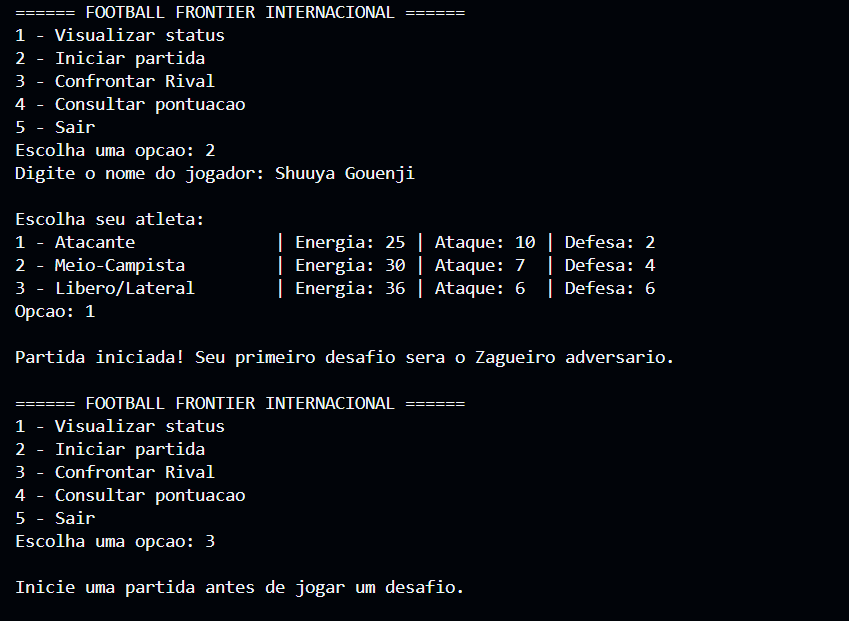 ====== FOOTBALL FRONTIER INTERNACIONAL ======
1 - Visualizar status
2 - Iniciar partida
3 - Confrontar Rival
4 - Consultar pontuacao
5 - Sair
Escolha uma opcao: 2
Digite o nome do jogador: Shuuya Gouenji

Escolha seu atleta:
1 - Atacante              | Energia: 25 | Ataque: 10 | Defesa: 2
2 - Meio-Campista         | Energia: 30 | Ataque: 7  | Defesa: 4
3 - Libero/Lateral        | Energia: 36 | Ataque: 6  | Defesa: 6
Opcao: 1

Partida iniciada! Seu primeiro desafio sera o Zagueiro adversario.

====== FOOTBALL FRONTIER INTERNACIONAL ======
1 - Visualizar status
2 - Iniciar partida
3 - Confrontar Rival
4 - Consultar pontuacao
5 - Sair
Escolha uma opcao: 3

Inicie uma partida antes de jogar um desafio.